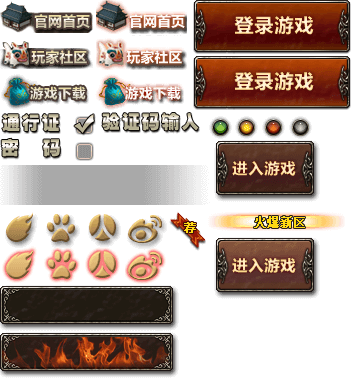 官网首页 官网首页 登录游戏
玩家社区 玩家社区
登录游戏
游戏下载 游戏下载
通行证 验证码输入
密 码
进入游戏
荐 火爆新区
进入游戏